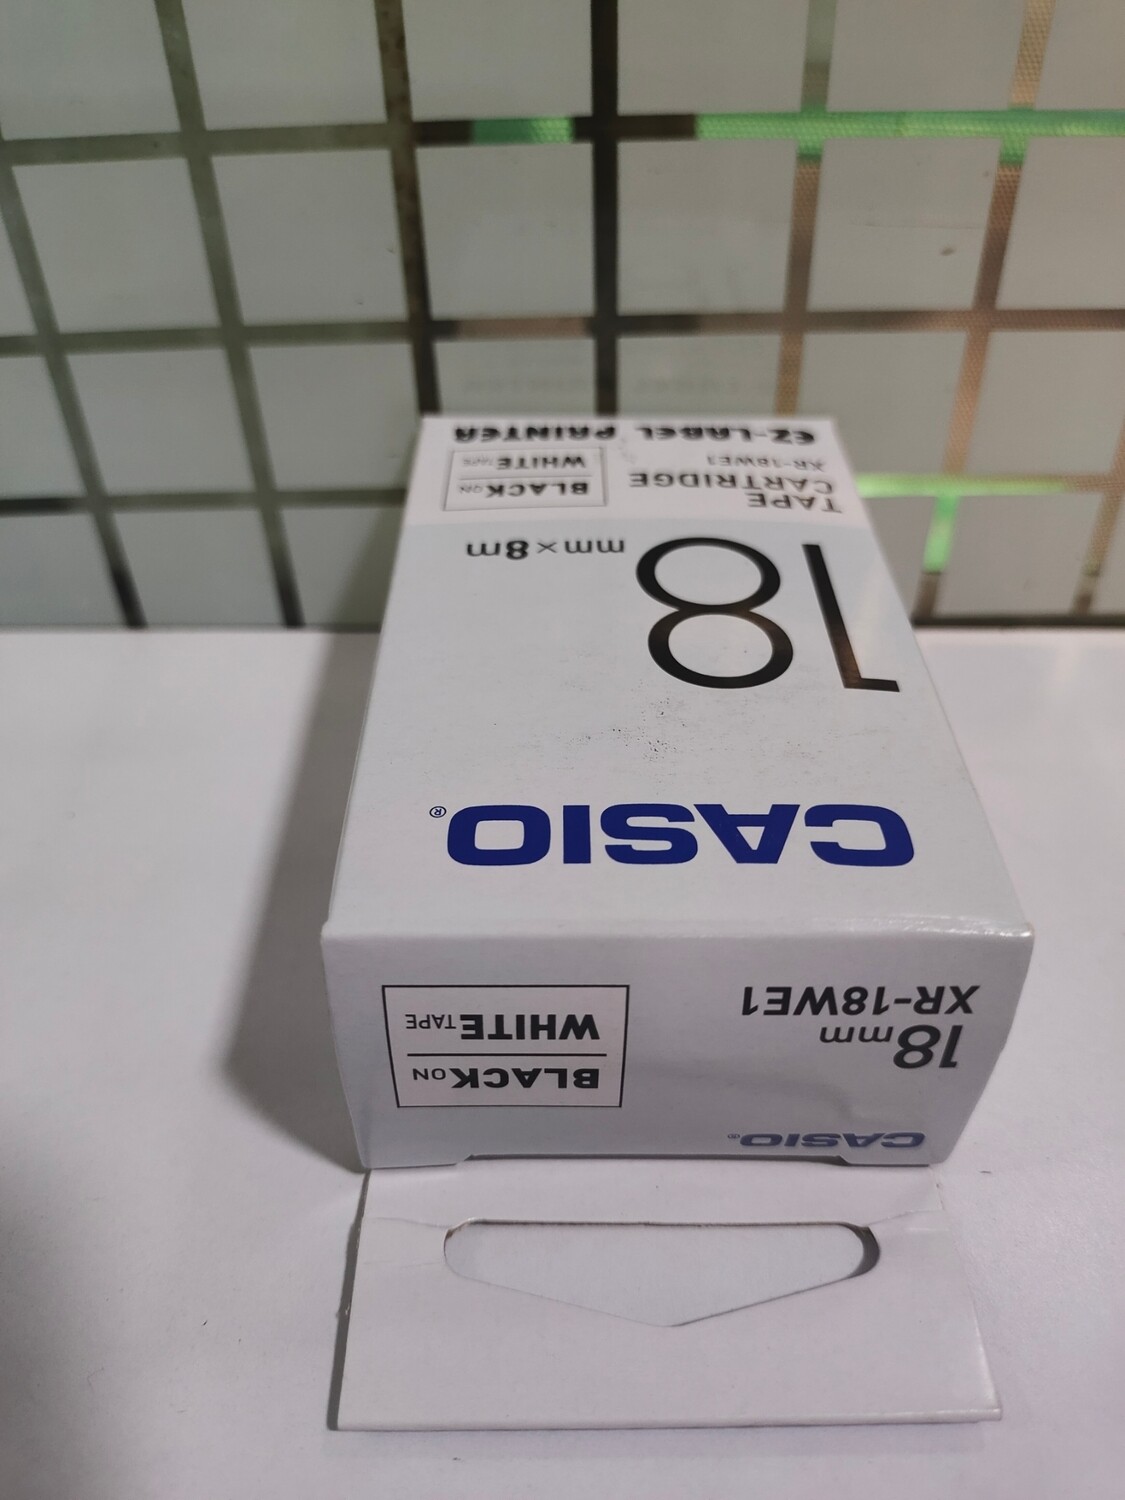 CASIO®
18mm
XR-18WE1
BLACK ON
WHITE TAPE
CASIO®
18 mm×8m
TAPE
CARTRIDGE
XR-18WE1
BLACK ON
WHITE TAPE
EZ-LABEL PRINTER